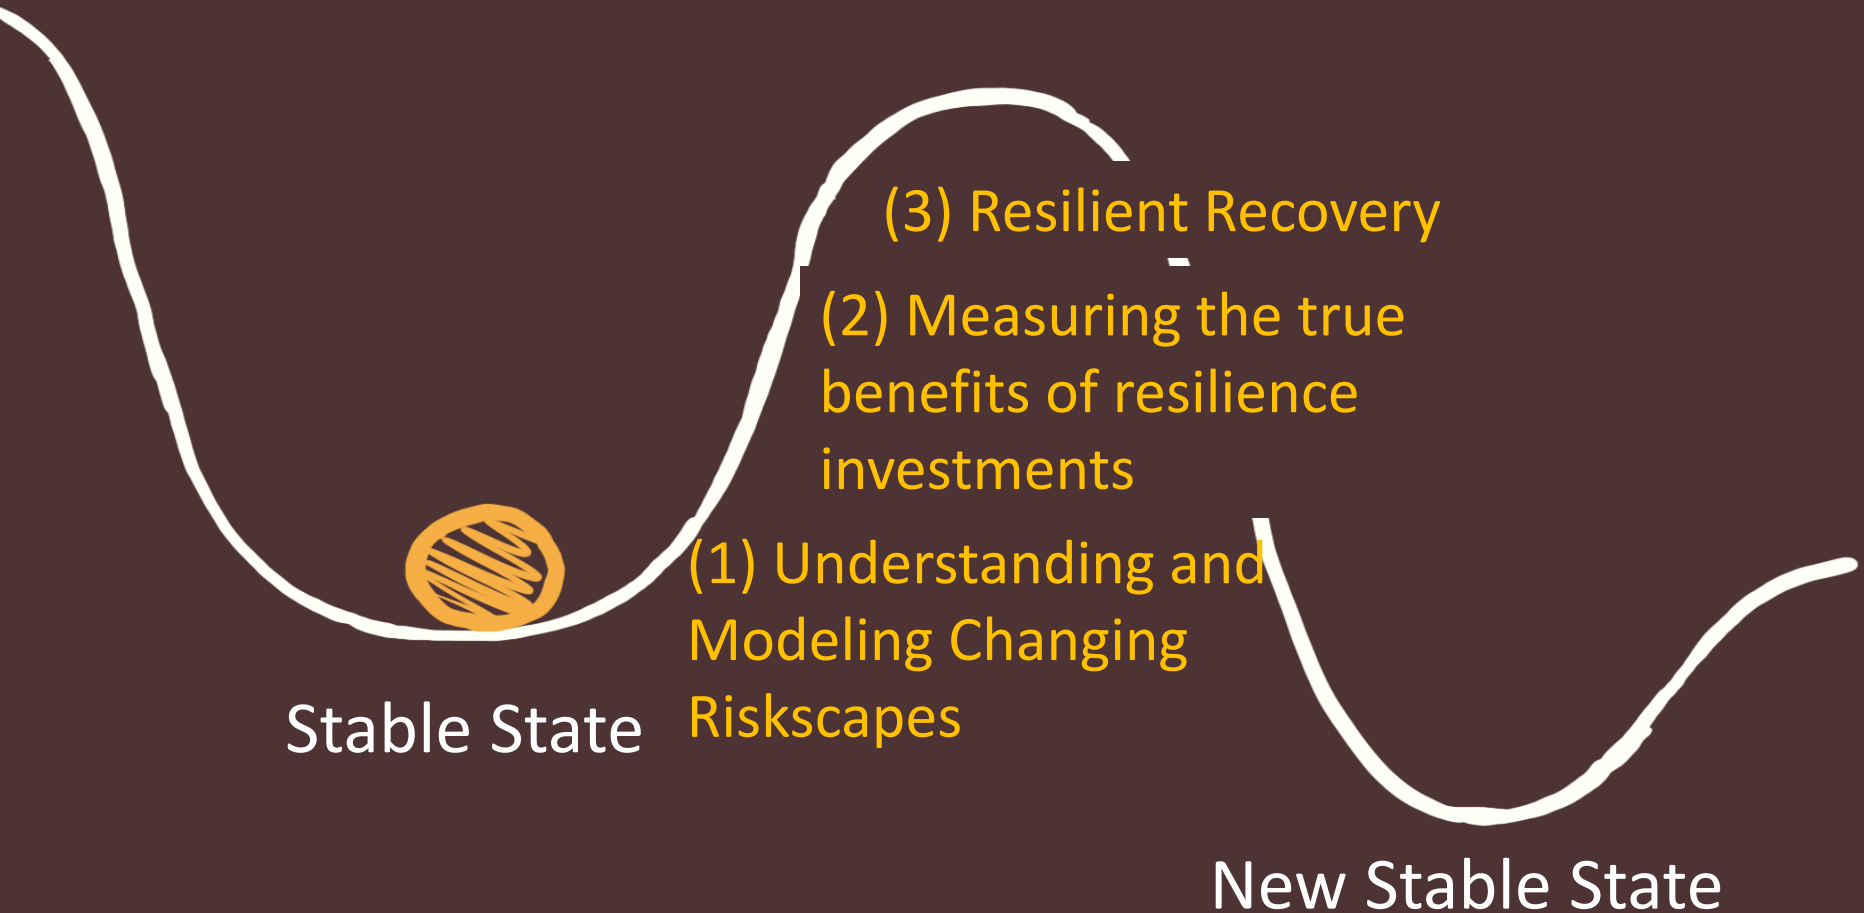 (3) Resilient Recovery
(2) Measuring the true
benefits of resilience
investments
(1) Understanding and
Modeling Changing
Riskscapes
Stable State
New Stable State